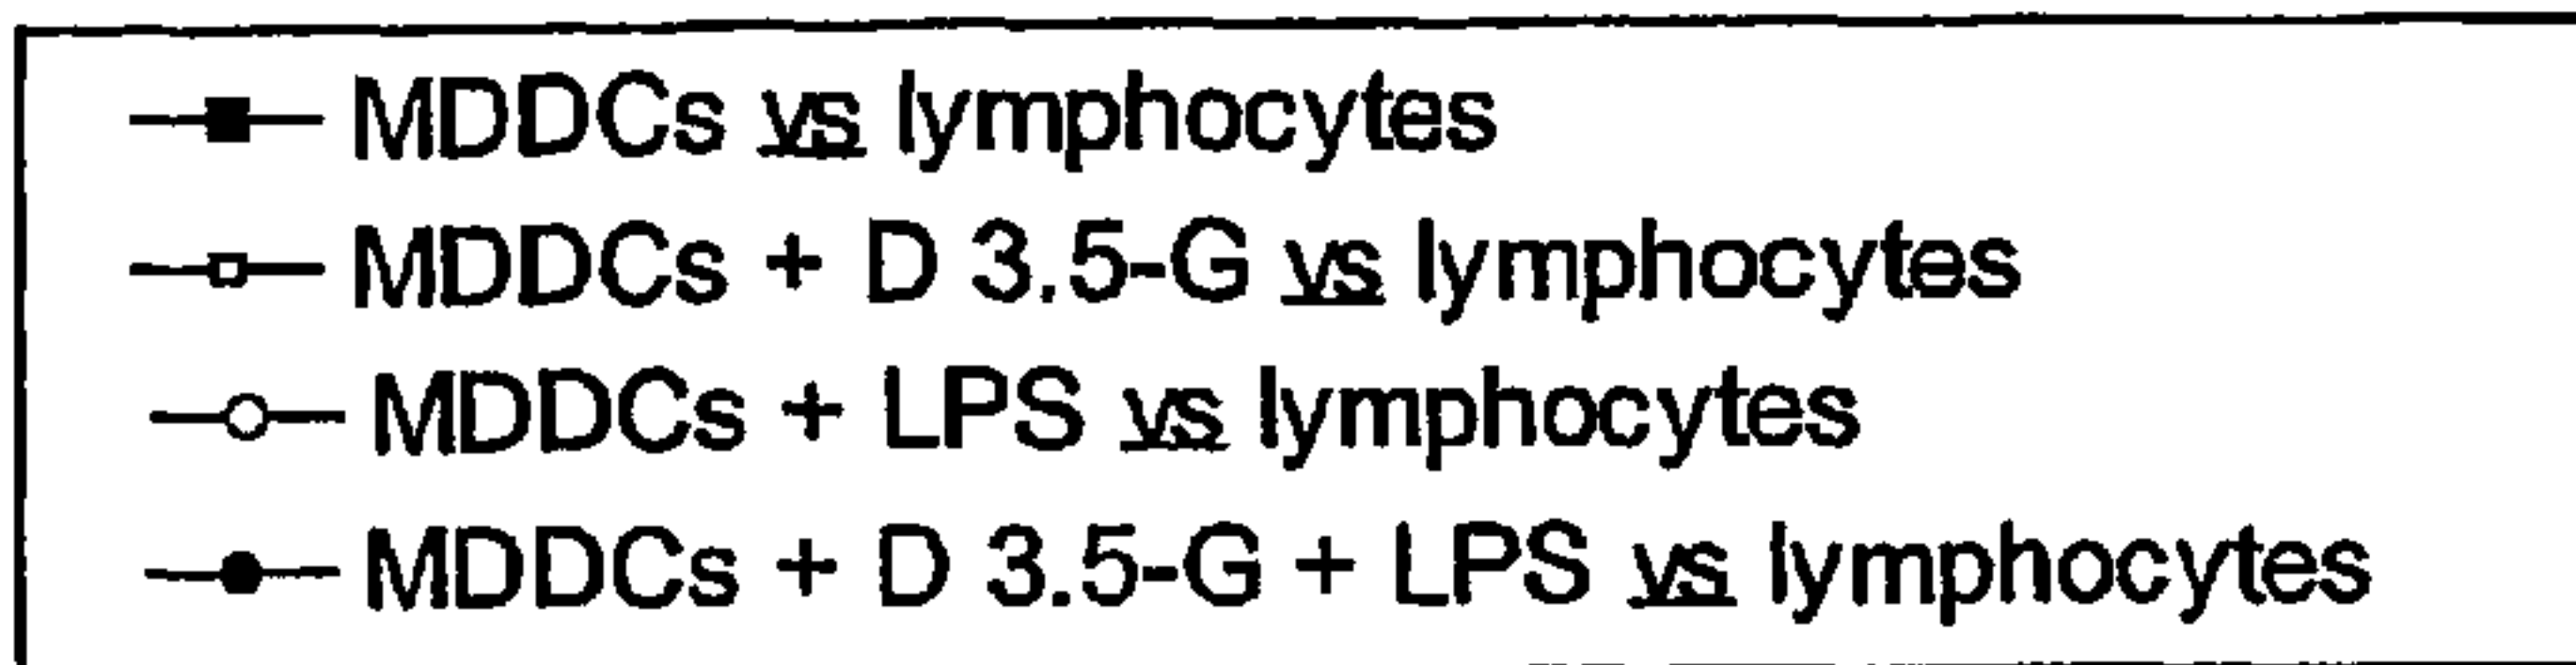 MDDCs vs lymphocytes
MDDCs + D 3.5-G vs lymphocytes
MDDCs + LPS vs lymphocytes
MDDCs + D 3.5-G + LPS vs lymphocytes